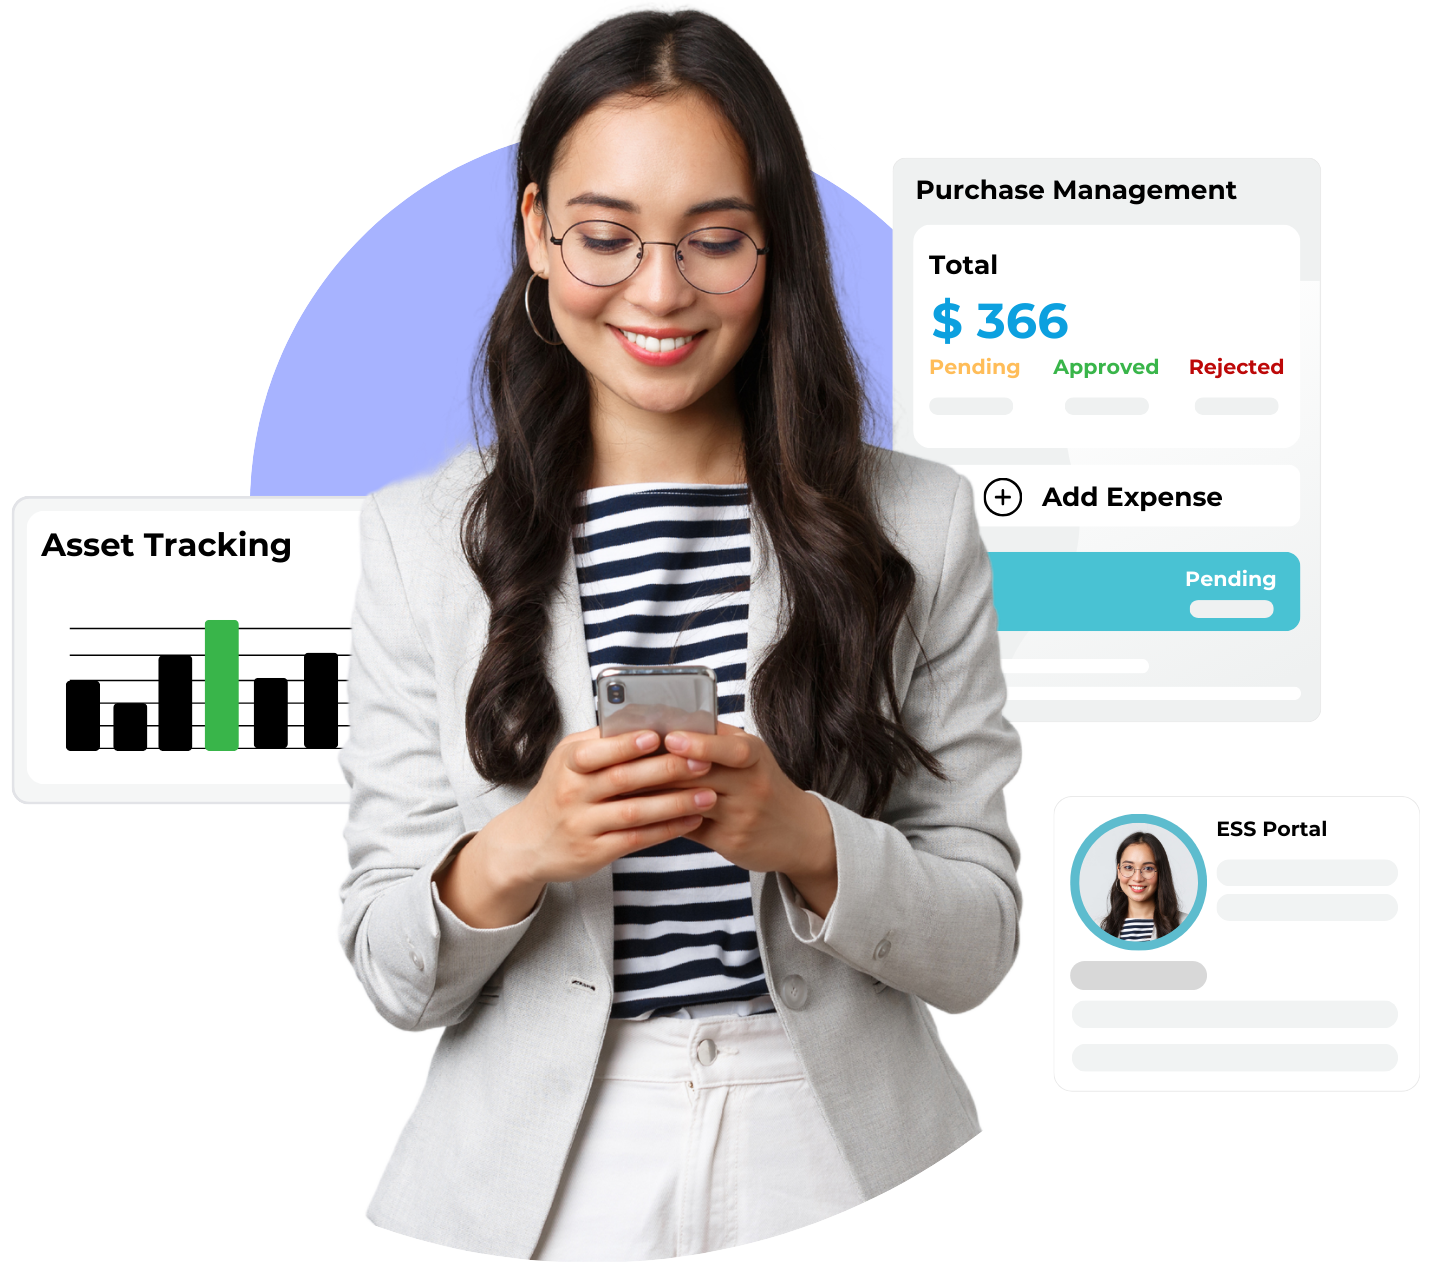 Purchase Management
Total
$ 366
Pending Approved Rejected
Add Expense
Pending
Asset Tracking
ESS Portal